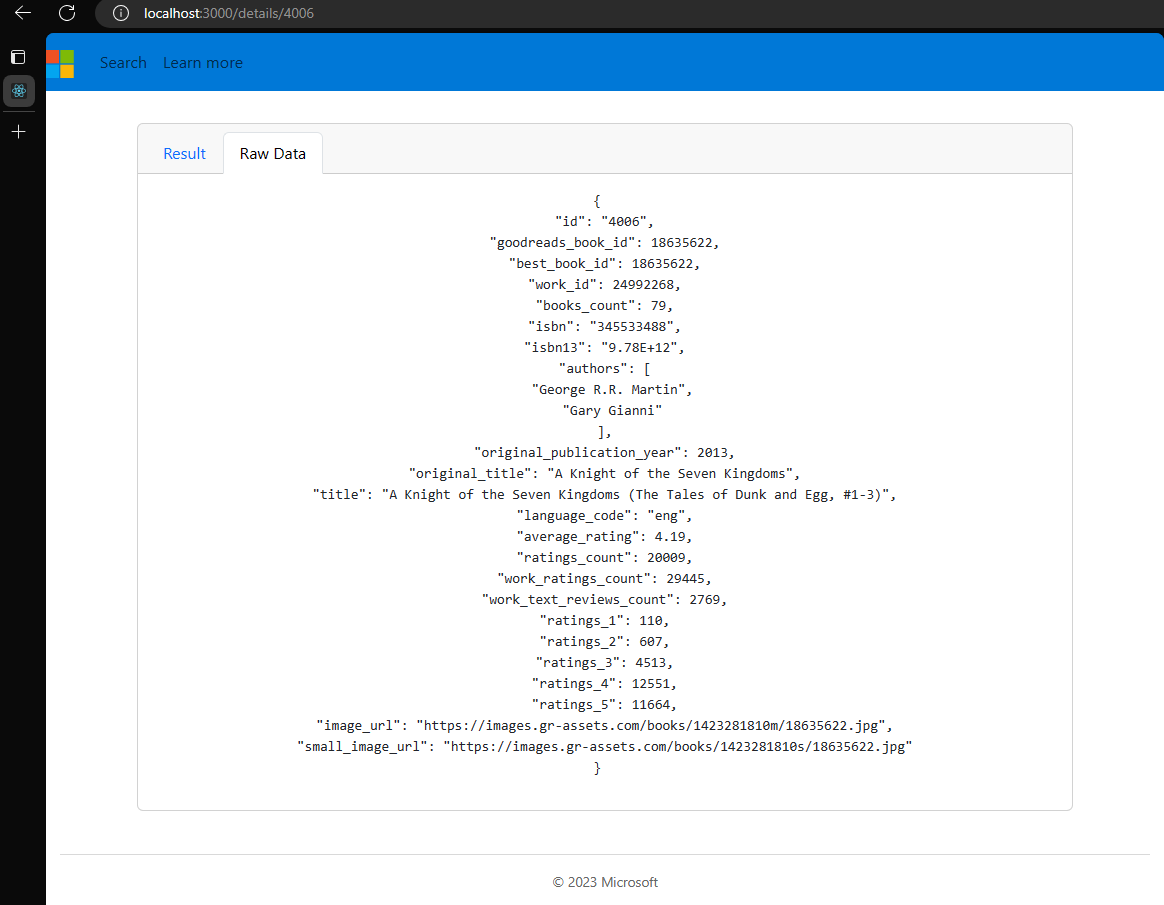 localhost:3000/details/4006
Search Learn more
Result Raw Data
{
"id": "4006",
"goodreads_book_id": 18635622,
"best_book_id": 18635622,
"work_id": 24992268,
"books_count": 79,
"isbn": "345533488",
"isbn13": "9.78E+12",
"authors": [
"George R.R. Martin",
"Gary Gianni"
],
"original_publication_year": 2013,
"original_title": "A Knight of the Seven Kingdoms",
"title": "A Knight of the Seven Kingdoms (The Tales of Dunk and Egg, #1-3)",
"language_code": "eng",
"average_rating": 4.19,
"ratings_count": 20009,
"work_ratings_count": 29445,
"work_text_reviews_count": 2769,
"ratings_1": 110,
"ratings_2": 607,
"ratings_3": 4513,
"ratings_4": 12551,
"ratings_5": 11664,
"image_url": "https://images.gr-assets.com/books/1423281810m/18635622.jpg",
"small_image_url": "https://images.gr-assets.com/books/1423281810s/18635622.jpg"
}
© 2023 Microsoft